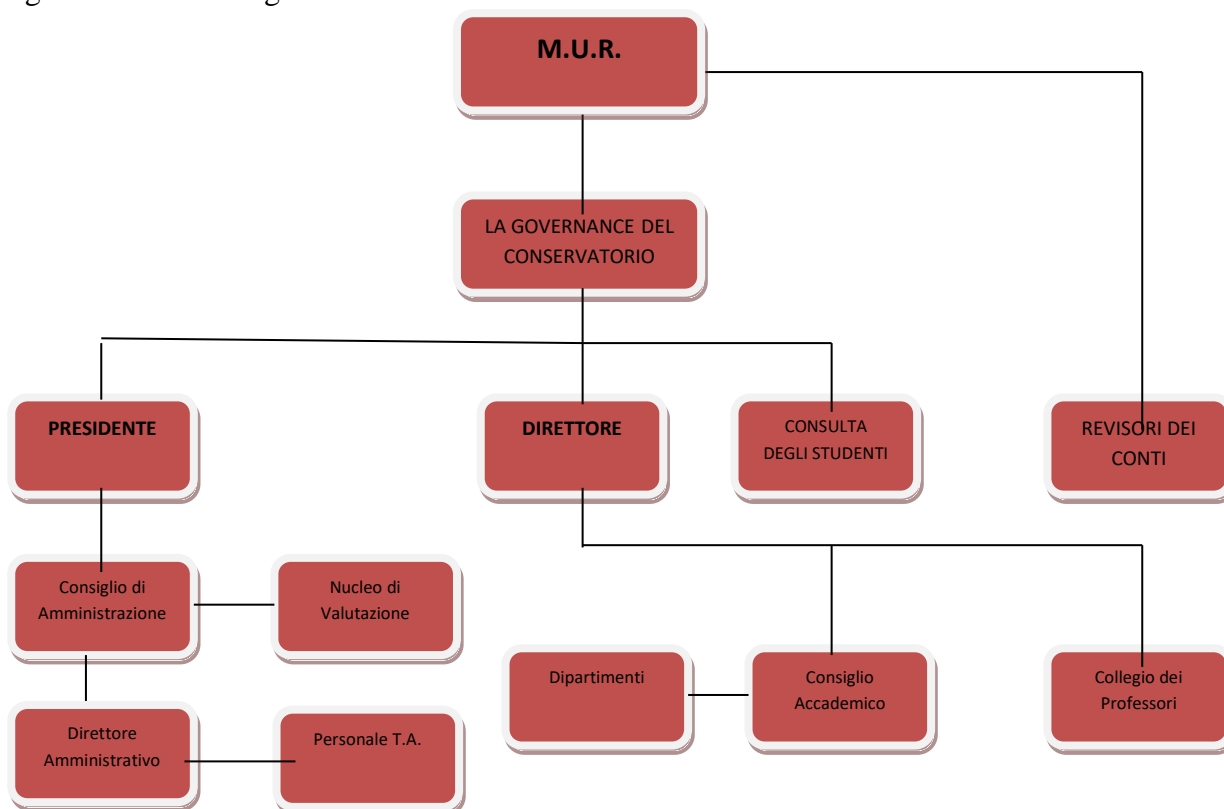 M.U.R.
LA GOVERNANCE DEL
CONSERVATORIO
PRESIDENTE
DIRETTORE
CONSULTA
DEGLI STUDENTI
REVISORI DEI
CONTI
Consiglio di
Amministrazione
Nucleo di
Valutazione
Dipartimenti
Consiglio
Accademico
Collegio dei
Professori
Direttore
Amministrativo
Personale T.A.